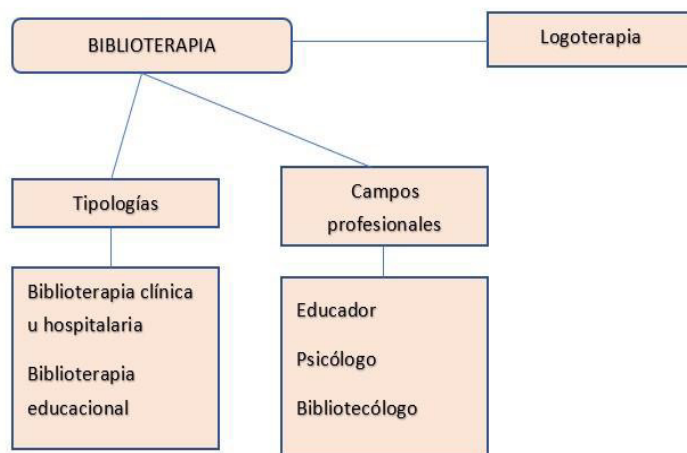 BIBLIOTERAPIA
Logoterapia
Tipologías
Campos
profesionales
Biblioterapia clínica
u hospitalaria
Biblioterapia
educacional
Educador
Psicólogo
Bibliotecólogo